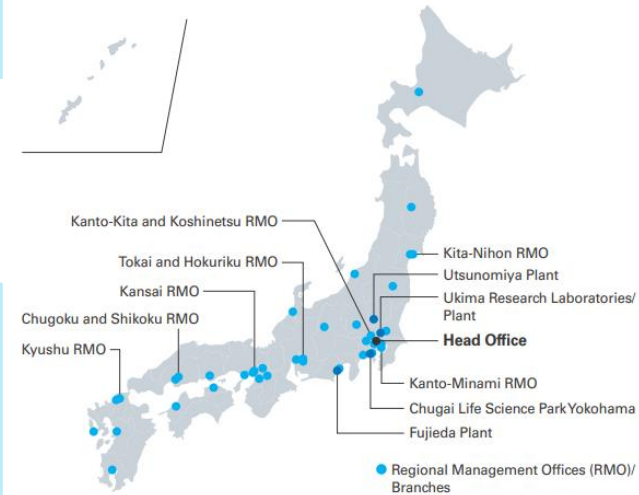 Kanto-Kita and Koshinetsu RMO
Tokai and Hokuriku RMO
Kansai RMO
Chugoku and Shikoku RMO
Kyushu RMO
Kita-Nihon RMO
Utsunomiya Plant
Ukima Research Laboratories/
Plant
Head Office
Kanto-Minami RMO
Chugai Life Science Park Yokohama
Fujieda Plant
Regional Management Offices (RMO)/
Branches